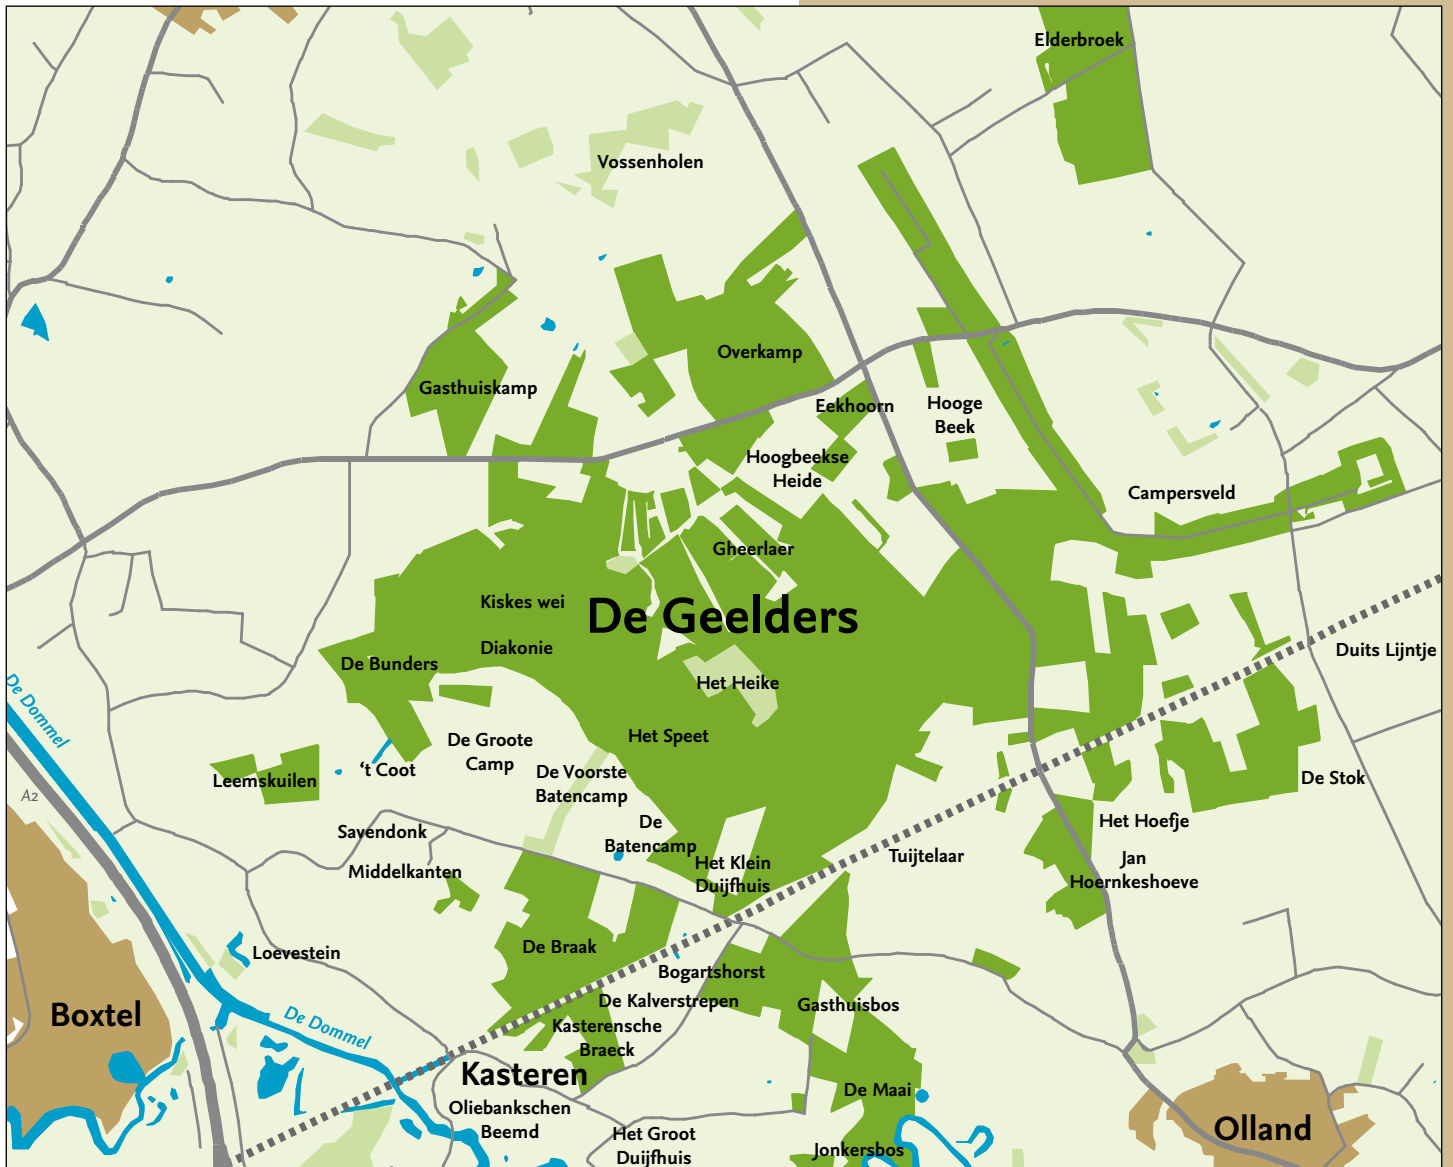 Elderbroek
Vossenholen
Overkamp
Gasthuiskamp
Eekhoorn
Hooge
Beek
Hoogbeekse
Heide
Campersveld
Gheerlaer
Kiskes wei
De Geelders
Diakonie
De Bunders
Duits Lijntje
Het Heike
De Dommel
Het Speet
De Groote
Camp
't Coot
De Voorste
Batencamp
Leemskuilen
De Stok
A2
Savendonk
De
Batencamp
Het Hoefje
Middelkanten
Het Klein
Duijfhuis
Tuijtelaar
Jan
Hoernkeshoeve
De Braak
Loevestein
Bogartshorst
De Kalverstrepen
Gasthuisbos
Boxtel
De Dommel
Kasterensche
Braeck
Kasteren
De Maai
Oliebankschen
Beemd
Het Groot
Duijfhuis
Olland
Jonkersbos